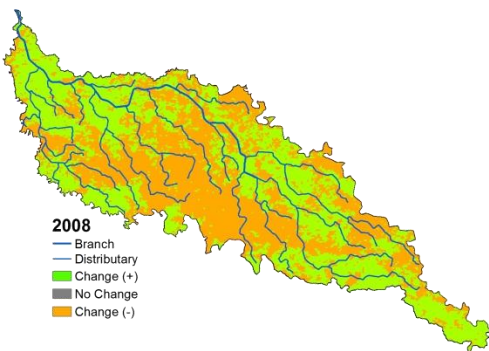 2008
Branch
Distributary
Change (+)
No Change
Change (-)